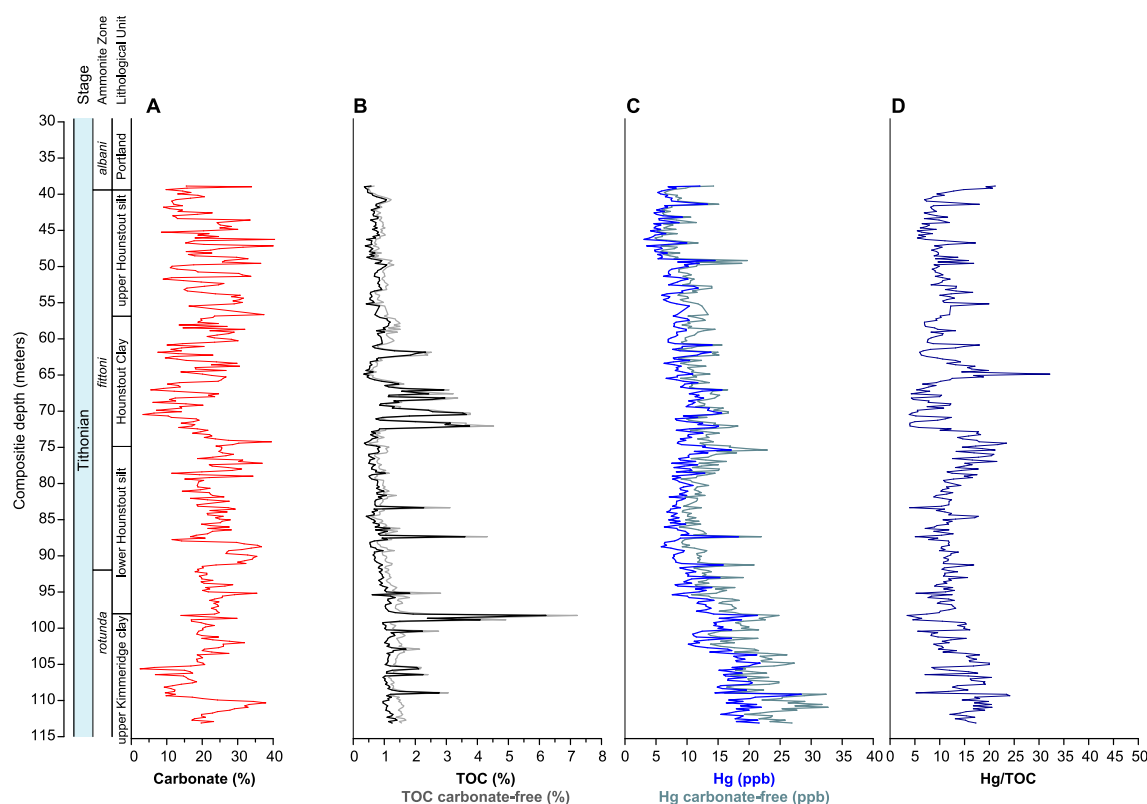 Stage
Ammonite Zone
Lithological Unit
A
B
C
D
Compositie depth (meters)
30
35
40
45
50
55
60
65
70
75
80
85
90
95
100
105
110
115
Tithonian
albani
fittoni
rotunda
Portland
upper Hounstout silt
Hounstout Clay
lower Hounstout silt
upper Kimmeridge clay
0 10 20 30 40
Carbonate (%)
0 1 2 3 4 5 6 7 8
TOC (%)
TOC carbonate-free (%)
0 5 10 15 20 25 30 35 40
Hg (ppb)
Hg carbonate-free (ppb)
0 5 10 15 20 25 30 35 40 45 50
Hg/TOC